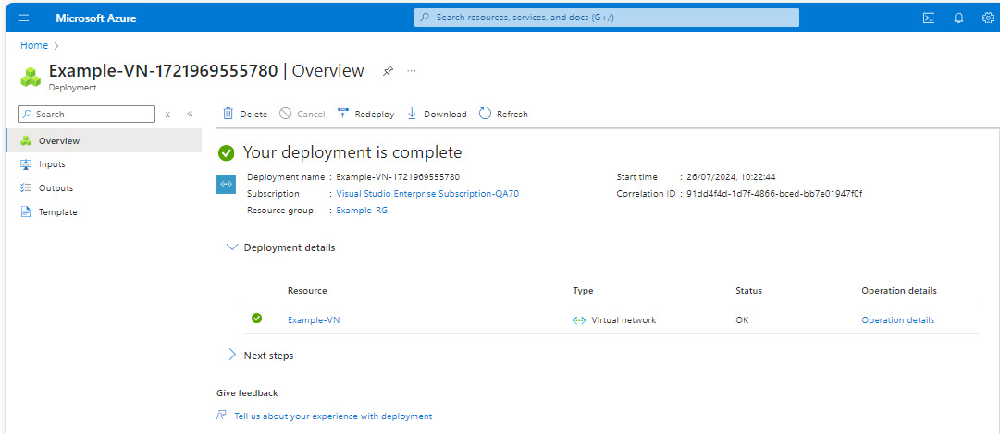 Microsoft Azure
Search resources, services, and docs (G+/)
Home
Example-VN-1721969555780 | Overview
Deployment
Search
Delete
Cancel
Redeploy
Download
Refresh
Overview
Inputs
Outputs
Template
Your deployment is complete
Deployment name : Example-VN-1721969555780
Subscription : Visual Studio Enterprise Subscription-QA70
Resource group : Example-RG
Start time : 26/07/2024, 10:22:44
Correlation ID : 91dd4f4d-1d7f-4866-bced-bb7e01947f0f
Deployment details
Resource Type Status Operation details
Example-VN Virtual network OK Operation details
Next steps
Give feedback
Tell us about your experience with deployment